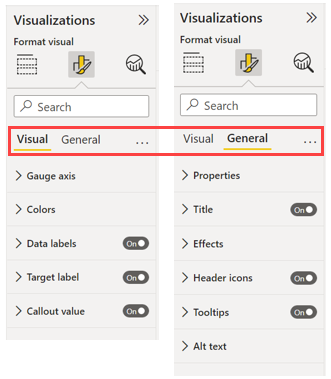 Visualizations
Format visual
Search
Visual General ...
Gauge axis
Colors
Data labels On
Target label On
Callout value On
Visualizations
Format visual
Search
Visual General ...
Properties
Title On
Effects
Header icons On
Tooltips On
Alt text